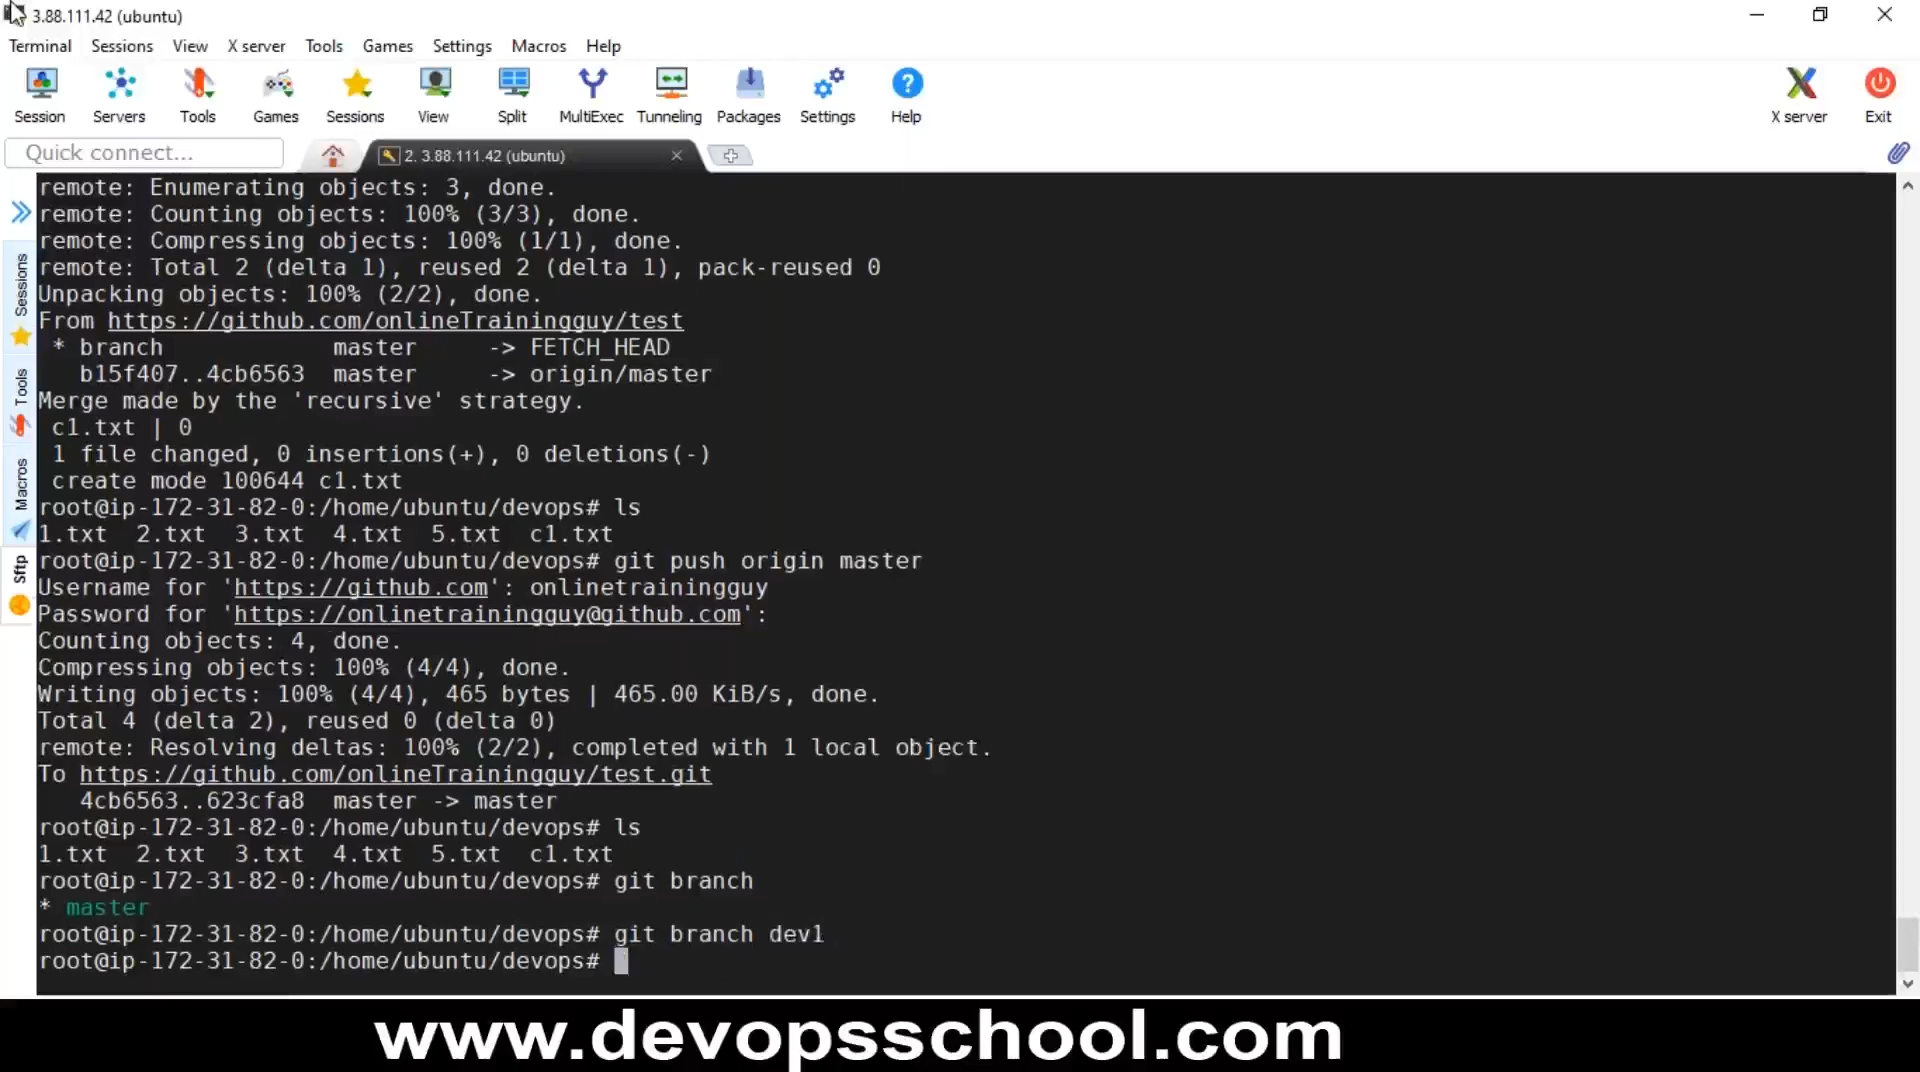 3.88.111.42 (ubuntu)
Terminal Sessions View X server Tools Games Settings Macros Help
Session Servers Tools Games Sessions View Split MultiExec Tunneling Packages Settings Help X server Exit
Quick connect... 2. 3.88.111.42 (ubuntu)
Sessions
Tools
Macros
Sftp
remote: Enumerating objects: 3, done.
remote: Counting objects: 100% (3/3), done.
remote: Compressing objects: 100% (1/1), done.
remote: Total 2 (delta 1), reused 2 (delta 1), pack-reused 0
Unpacking objects: 100% (2/2), done.
From https://github.com/onlineTrainingguy/test
 * branch            master     -> FETCH_HEAD
   b15f407..4cb6563  master     -> origin/master
Merge made by the 'recursive' strategy.
 c1.txt | 0
 1 file changed, 0 insertions(+), 0 deletions(-)
 create mode 100644 c1.txt
root@ip-172-31-82-0:/home/ubuntu/devops# ls
1.txt  2.txt  3.txt  4.txt  5.txt  c1.txt
root@ip-172-31-82-0:/home/ubuntu/devops# git push origin master
Username for 'https://github.com': onlinetrainingguy
Password for 'https://onlinetrainingguy@github.com':
Counting objects: 4, done.
Compressing objects: 100% (4/4), done.
Writing objects: 100% (4/4), 465 bytes | 465.00 KiB/s, done.
Total 4 (delta 2), reused 0 (delta 0)
remote: Resolving deltas: 100% (2/2), completed with 1 local object.
To https://github.com/onlineTrainingguy/test.git
   4cb6563..623cfa8  master -> master
root@ip-172-31-82-0:/home/ubuntu/devops# ls
1.txt  2.txt  3.txt  4.txt  5.txt  c1.txt
root@ip-172-31-82-0:/home/ubuntu/devops# git branch
* master
root@ip-172-31-82-0:/home/ubuntu/devops# git branch dev1
root@ip-172-31-82-0:/home/ubuntu/devops#
www.devopsschool.com